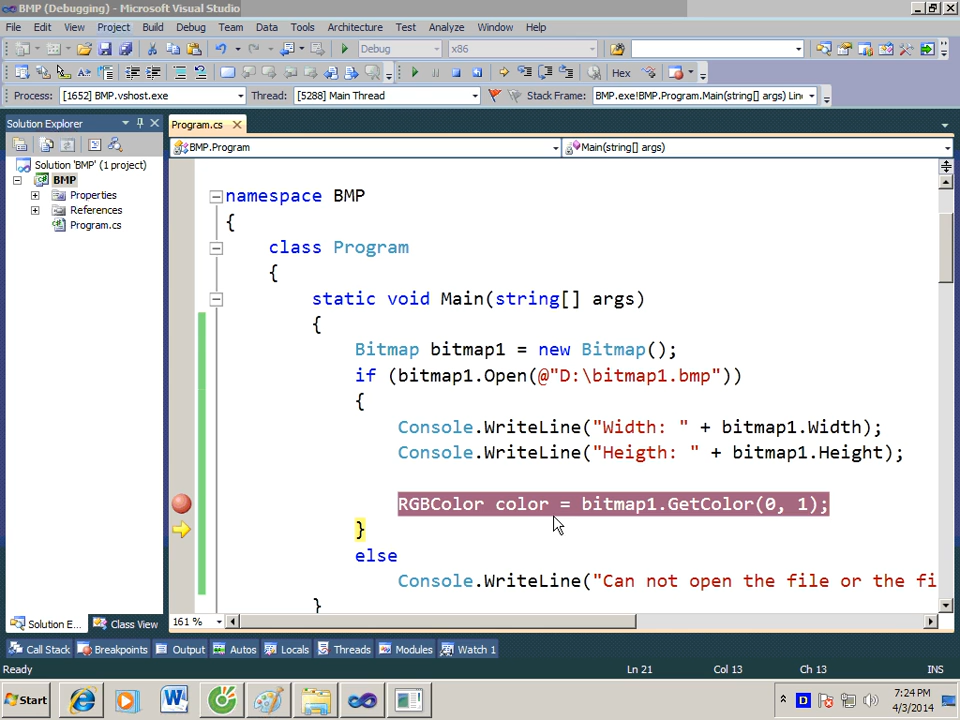 BMP (Debugging) - Microsoft Visual Studio
File Edit View Project Build Debug Team Data Tools Architecture Test Analyze Window Help
Debug x86
Hex
Process: [1652] BMP.vshost.exe Thread: [5288] Main Thread Stack Frame: BMP.exe!BMP.Program.Main(string[] args) Line
Solution Explorer
Program.cs
BMP.Program
Main(string[] args)
Solution 'BMP' (1 project)
BMP
Properties
References
Program.cs
namespace BMP
{
class Program
{
static void Main(string[] args)
{
Bitmap bitmap1 = new Bitmap();
if (bitmap1.Open(@"D:\bitmap1.bmp"))
{
Console.WriteLine("Width: " + bitmap1.Width);
Console.WriteLine("Heigth: " + bitmap1.Height);
RGBColor color = bitmap1.GetColor(0, 1);
}
else
Console.WriteLine("Can not open the file or the fi
}
Solution E... Class View 161 %
Call Stack Breakpoints Output Autos Locals Threads Modules Watch 1
Ready Ln 21 Col 13 Ch 13 INS
Start D 7:24 PM
4/3/2014